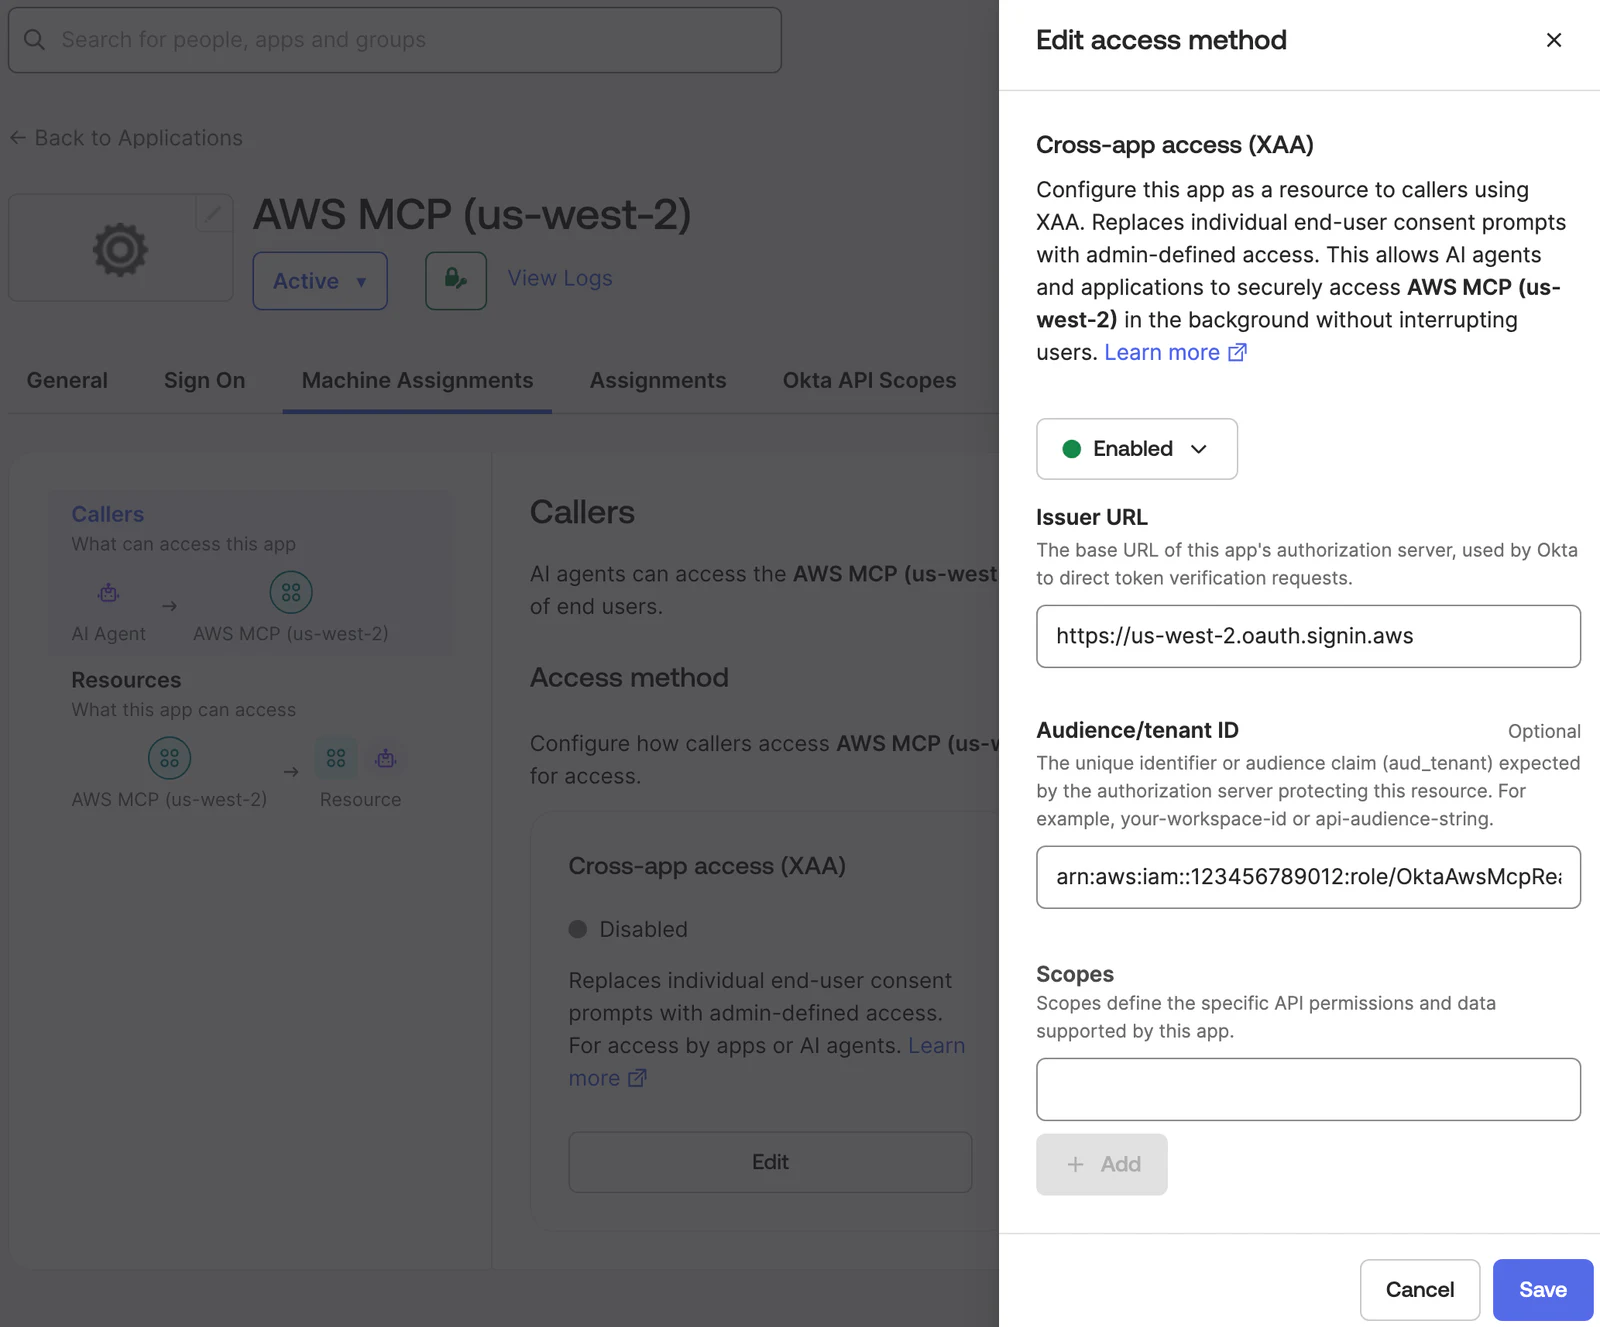 Search for people, apps and groups
← Back to Applications
AWS MCP (us-west-2)
Active ▼
View Logs
General
Sign On
Machine Assignments
Assignments
Okta API Scopes
Callers
What can access this app
AI Agent
→
AWS MCP (us-west-2)
Resources
What this app can access
AWS MCP (us-west-2)
→
Resource
Callers
AI agents can access the AWS MCP (us-west
of end users.
Access method
Configure how callers access AWS MCP (us-w
for access.
Cross-app access (XAA)
Disabled
Replaces individual end-user consent
prompts with admin-defined access.
For access by apps or AI agents. Learn
more
Edit
Edit access method
Cross-app access (XAA)
Configure this app as a resource to callers using
XAA. Replaces individual end-user consent prompts
with admin-defined access. This allows AI agents
and applications to securely access AWS MCP (us-
west-2) in the background without interrupting
users. Learn more
Enabled
Issuer URL
The base URL of this app's authorization server, used by Okta
to direct token verification requests.
https://us-west-2.oauth.signin.aws
Audience/tenant ID
Optional
The unique identifier or audience claim (aud_tenant) expected
by the authorization server protecting this resource. For
example, your-workspace-id or api-audience-string.
arn:aws:iam::123456789012:role/OktaAwsMcpRea
Scopes
Scopes define the specific API permissions and data
supported by this app.
+ Add
Cancel
Save